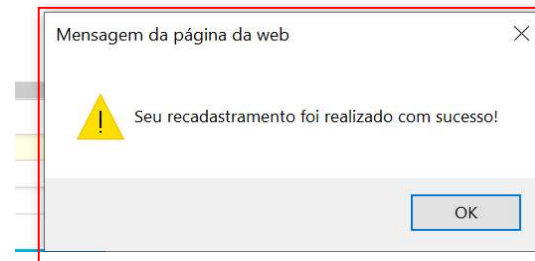 Mensagem da página da web
Seu recadastramento foi realizado com sucesso!
OK